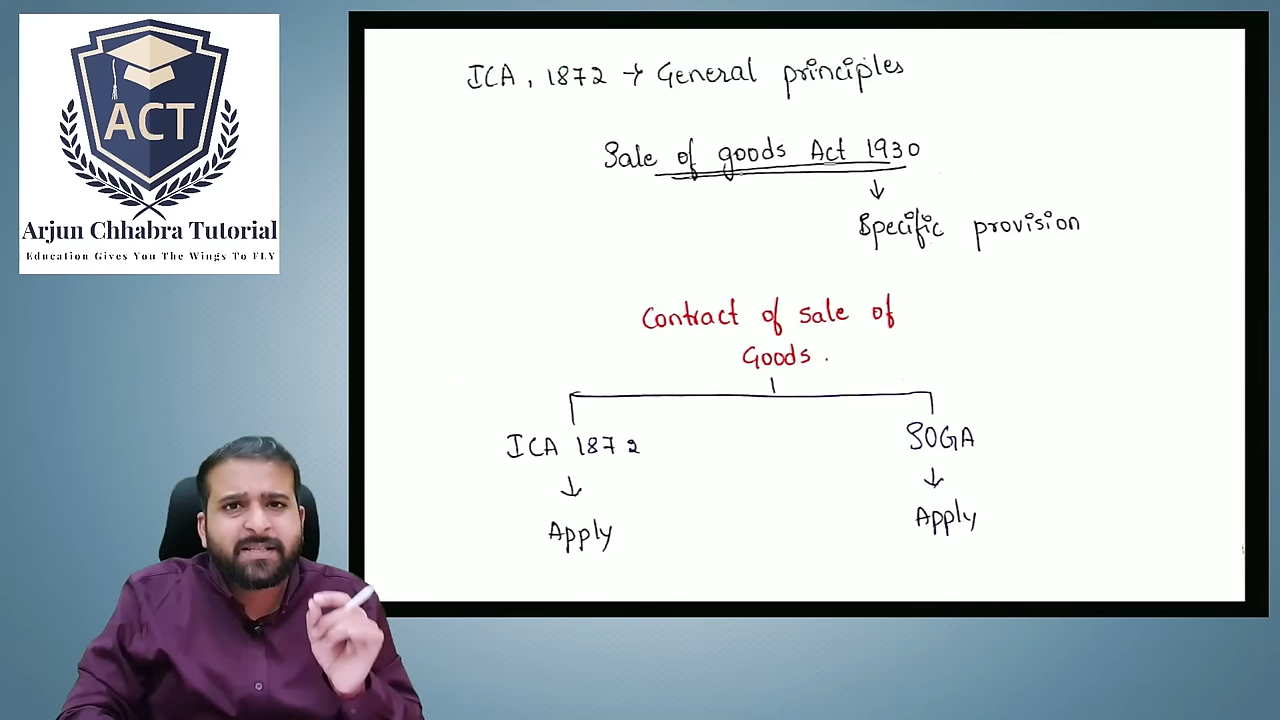 ACT
Arjun Chhabra Tutorial
Education Gives You The Wings To FLY
ICA, 1872 → General principles
Sale of goods Act 1930
↓
Specific provision
Contract of sale of
Goods.
ICA 1872
SOGA
↓
↓
Apply
Apply